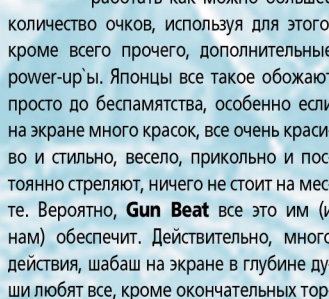 работать как можно больше
количество очков, используя для этого,
кроме всего прочего, дополнительные
power-up`ы. Японцы все такое обожают
просто до беспамятства, особенно если
на экране много красок, все очень краси-
во и стильно, весело, прикольно и пос-
тоянно стреляют, ничего не стоит на мес-
те. Вероятно, Gun Beat все это им (и
нам) обеспечит. Действительно, много
действия, шабаш на экране в глубине ду-
ши любят все, кроме окончательных тор-